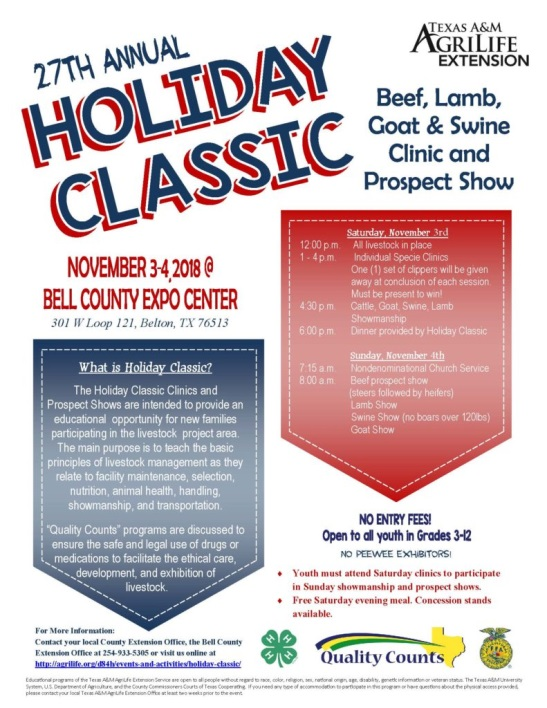 27TH ANNUAL
HOLIDAY
CLASSIC
TEXAS A&M
AGRILIFE
EXTENSION
Beef, Lamb,
Goat & Swine
Clinic and
Prospect Show
NOVEMBER 3-4, 2018 @
BELL COUNTY EXPO CENTER
301 W Loop 121, Belton, TX 76513
Saturday, November 3rd
12:00 p.m. All livestock in place
1 - 4 p.m. Individual Specie Clinics
One (1) set of clippers will be given
away at conclusion of each session.
Must be present to win!
4:30 p.m. Cattle, Goat, Swine, Lamb
Showmanship
6:00 p.m. Dinner provided by Holiday Classic
Sunday, November 4th
7:15 a.m. Nondenominational Church Service
8:00 a.m. Beef prospect show
(steers followed by heifers)
Lamb Show
Swine Show (no boars over 120lbs)
Goat Show
What is Holiday Classic?
The Holiday Classic Clinics and
Prospect Shows are intended to provide an
educational opportunity for new families
participating in the livestock project area.
The main purpose is to teach the basic
principles of livestock management as they
relate to facility maintenance, selection,
nutrition, animal health, handling,
showmanship, and transportation.
"Quality Counts" programs are discussed to
ensure the safe and legal use of drugs or
medications to facilitate the ethical care,
development, and exhibition of
livestock.
NO ENTRY FEES!
Open to all youth in Grades 3-12
NO PEEWEE EXHIBITORS!
♦ Youth must attend Saturday clinics to participate
in Sunday showmanship and prospect shows.
♦ Free Saturday evening meal. Concession stands
available.
For More Information:
Contact your local County Extension Office, the Bell County
Extension Office at 254-933-5305 or visit us online at
http://agrilife.org/d84h/events-and-activities/holiday-classic/
H H H H
Quality Counts
FFA
Educational programs of the Texas A&M AgriLife Extension Service are open to all people without regard to race, color, religion, sex, national origin, age, disability, genetic information or veteran status. The Texas A&M University
System, U.S. Department of Agriculture, and the County Commissioners Courts of Texas Cooperating. If you need any type of accommodation to participate in this program or have questions about the physical access provided,
please contact your local Texas A&M AgriLife Extension Office at least two weeks prior to the event.